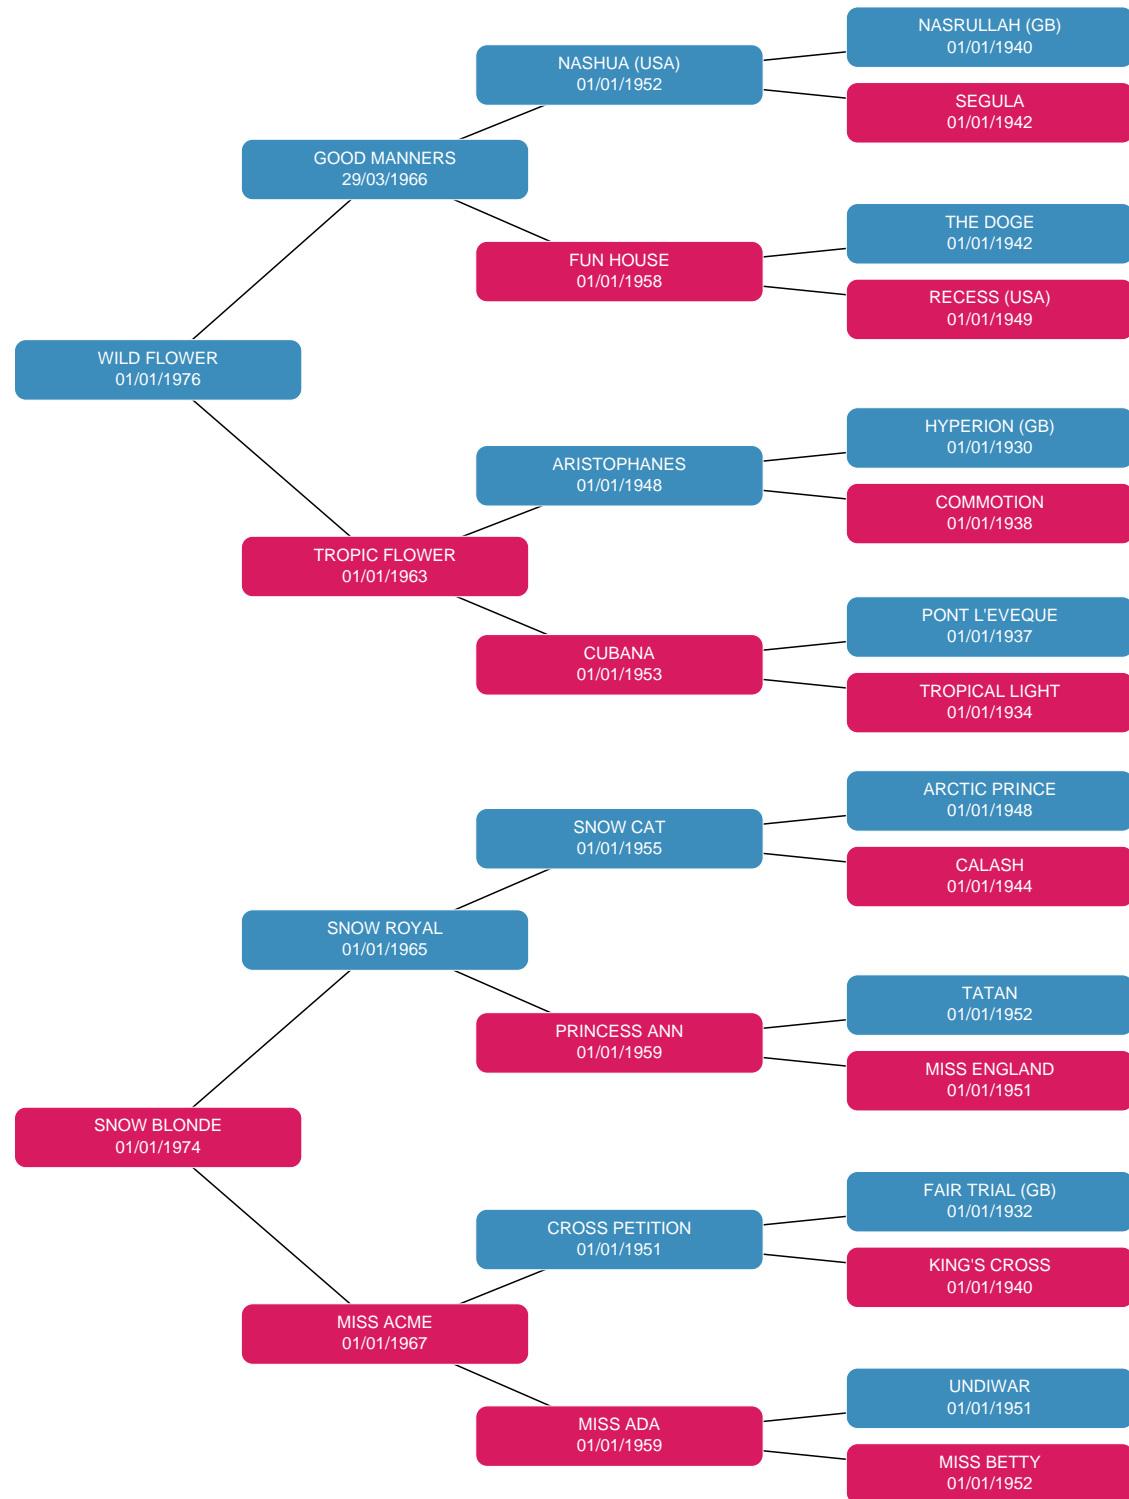 NASRULLAH (GB)
01/01/1940
NASHUA (USA)
01/01/1952
SEGULA
01/01/1942
GOOD MANNERS
29/03/1966
THE DOGE
01/01/1942
FUN HOUSE
01/01/1958
RECESS (USA)
01/01/1949
WILD FLOWER
01/01/1976
HYPERION (GB)
01/01/1930
ARISTOPHANES
01/01/1948
COMMOTION
01/01/1938
TROPIC FLOWER
01/01/1963
PONT L'EVEQUE
01/01/1937
CUBANA
01/01/1953
TROPICAL LIGHT
01/01/1934
ARCTIC PRINCE
01/01/1948
SNOW CAT
01/01/1955
CALASH
01/01/1944
SNOW ROYAL
01/01/1965
TATAN
01/01/1952
PRINCESS ANN
01/01/1959
MISS ENGLAND
01/01/1951
SNOW BLONDE
01/01/1974
FAIR TRIAL (GB)
01/01/1932
CROSS PETITION
01/01/1951
KING'S CROSS
01/01/1940
MISS ACME
01/01/1967
UNDIWAR
01/01/1951
MISS ADA
01/01/1959
MISS BETTY
01/01/1952